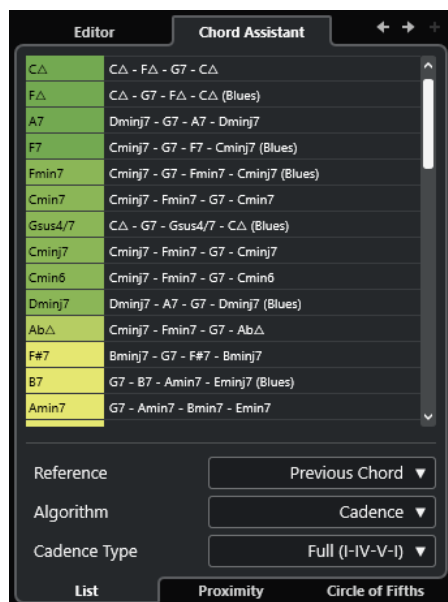 Editor Chord Assistant
C△ C△ - F△ - G7 - C△
F△ C△ - G7 - F△ - C△ (Blues)
A7 Dminj7 - G7 - A7 - Dminj7
F7 Cminj7 - G7 - F7 - Cminj7 (Blues)
Fmin7 Cminj7 - G7 - Fmin7 - Cminj7 (Blues)
Cmin7 Cminj7 - Fmin7 - G7 - Cmin7
Gsus4/7 C△ - G7 - Gsus4/7 - C△ (Blues)
Cminj7 Cminj7 - Fmin7 - G7 - Cminj7
Cmin6 Cminj7 - Fmin7 - G7 - Cmin6
Dminj7 Dminj7 - A7 - G7 - Dminj7 (Blues)
Ab△ Cminj7 - Fmin7 - G7 - Ab△
F#7 Bminj7 - G7 - F#7 - Bminj7
B7 G7 - B7 - Amin7 - Eminj7 (Blues)
Amin7 G7 - Amin7 - Bmin7 - Emin7
Reference Previous Chord
Algorithm Cadence
Cadence Type Full (I-IV-V-I)
List Proximity Circle of Fifths